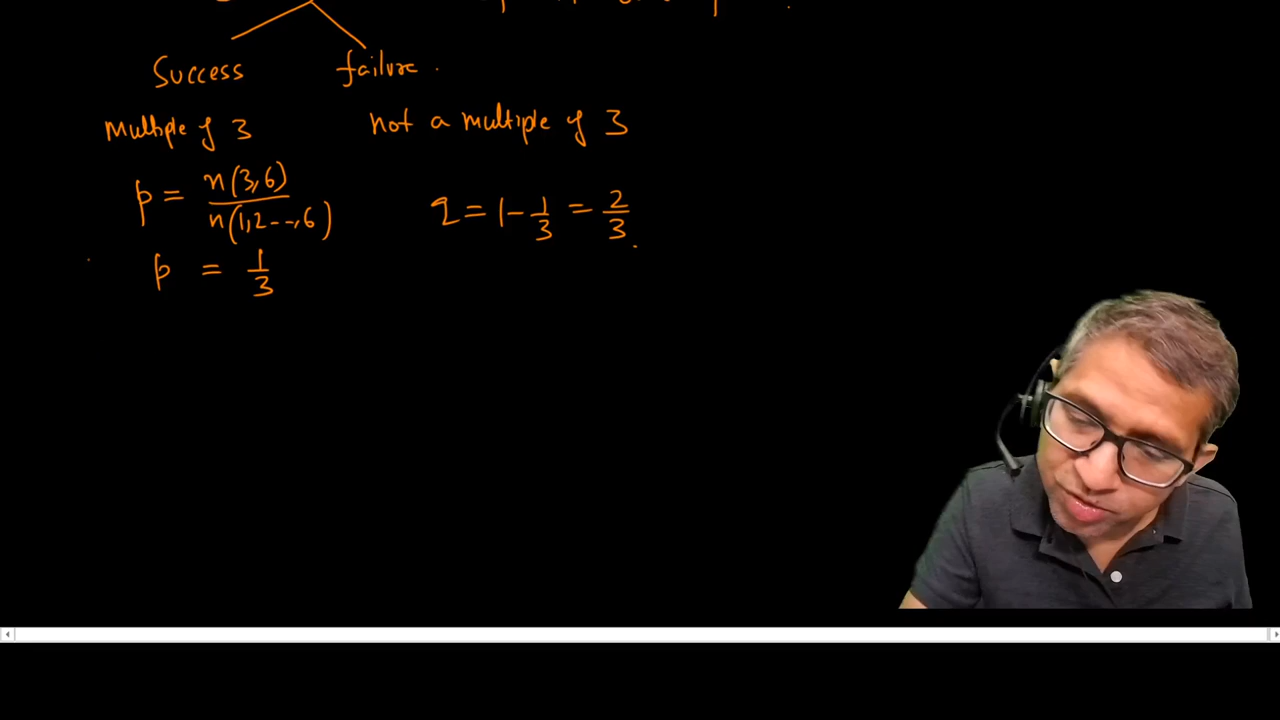 Success failure .
Multiple of 3 not a multiple of 3
p = n(3,6) / n(1,2--,6) q = 1 - 1/3 = 2/3 .
p = 1/3